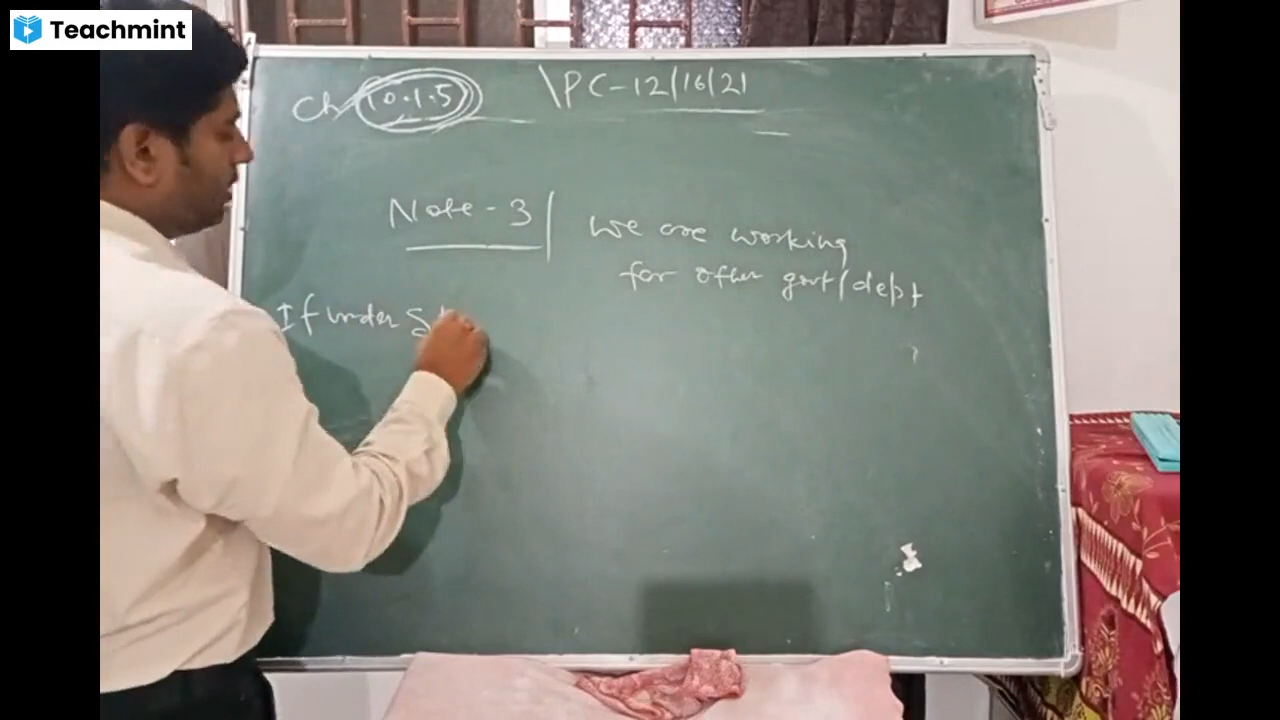 Teachmint
Ch 10.1.5
\PC-12/16/21
Note-3
We are working
for other govt/dept
If under